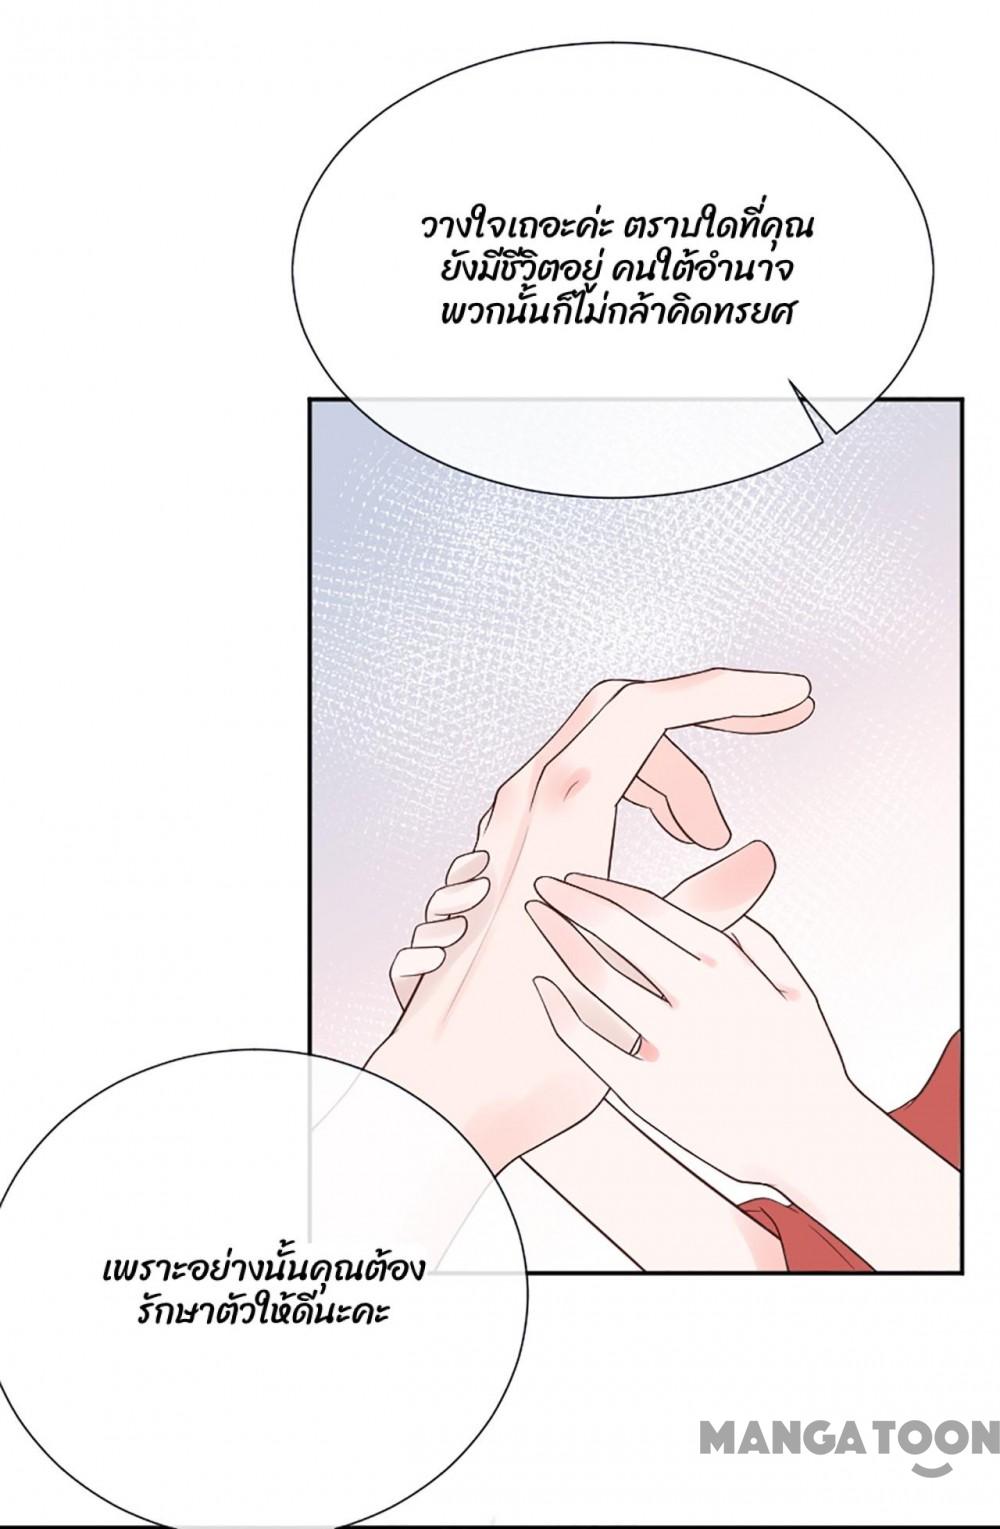 วางใจเถอะค่ะ ตราบใดที่คุณ
ยังมีชีวิตอยู่ คนใต้อำนาจ
พวกนั้นก็ไม่กล้าคิดทรยศ
เพราะอย่างนั้นคุณต้อง
รักษาตัวให้ดีนะคะ
MANGATOON